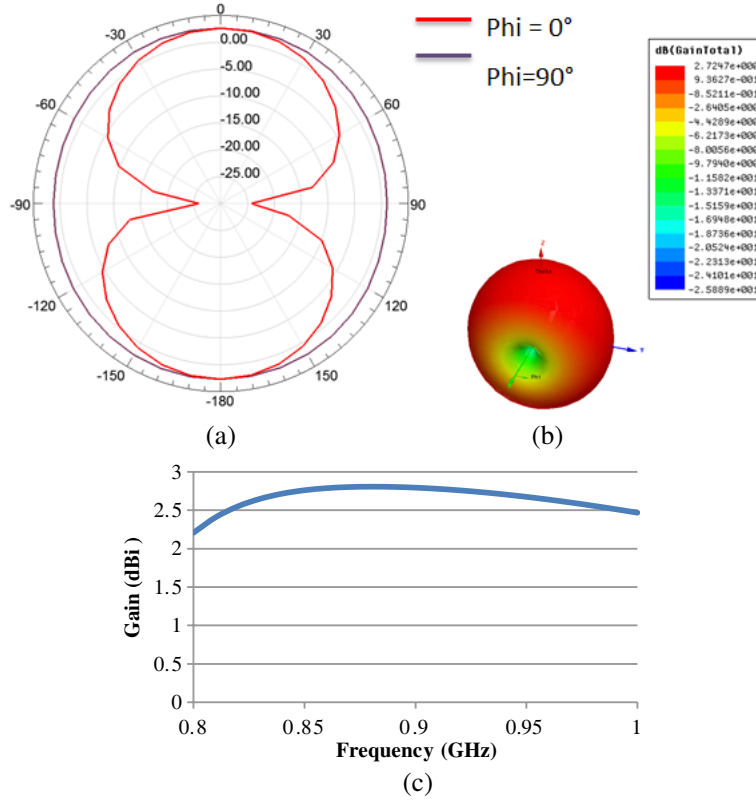 0
30
60
90
120
150
-180
-150
-120
-90
-60
-30
0.00
-5.00
-10.00
-15.00
-20.00
-25.00
Phi = 0°
Phi=90°
dB(GainTotal)
2.7247e+000
9.3627e-001
-8.5211e-001
-2.6405e+000
-4.4289e+000
-6.2173e+000
-8.0056e+000
-9.7940e+000
-1.1582e+001
-1.3371e+001
-1.5159e+001
-1.6948e+001
-1.8736e+001
-2.0524e+001
-2.2313e+001
-2.4101e+001
-2.5889e+001
Z
Theta
Y
Phi
(a)
(b)
3
2.5
2
1.5
1
0.5
0
Gain (dBi)
0.8
0.85
0.9
0.95
1
Frequency (GHz)
(c)